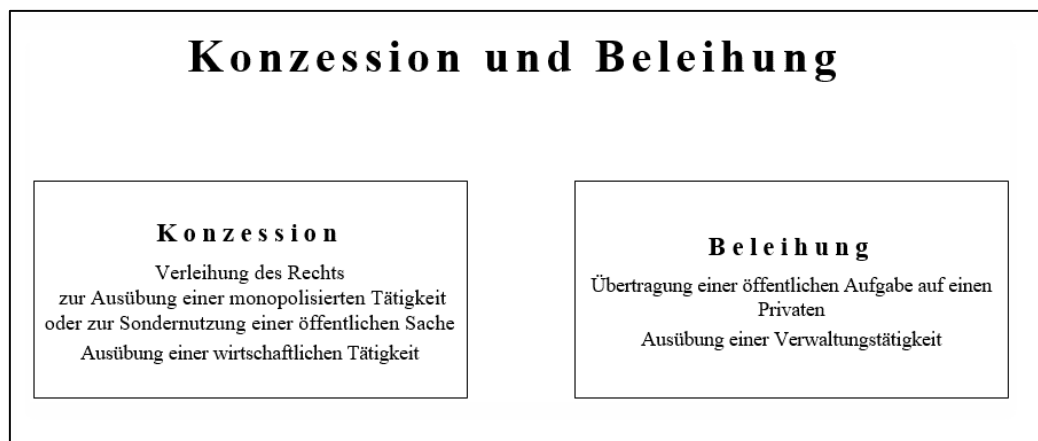 Konzession und Beleihung
Konzession
Verleihung des Rechts
zur Ausübung einer monopolisierten Tätigkeit
oder zur Sondernutzung einer öffentlichen Sache
Ausübung einer wirtschaftlichen Tätigkeit
Beleihung
Übertragung einer öffentlichen Aufgabe auf einen
Privaten
Ausübung einer Verwaltungstätigkeit